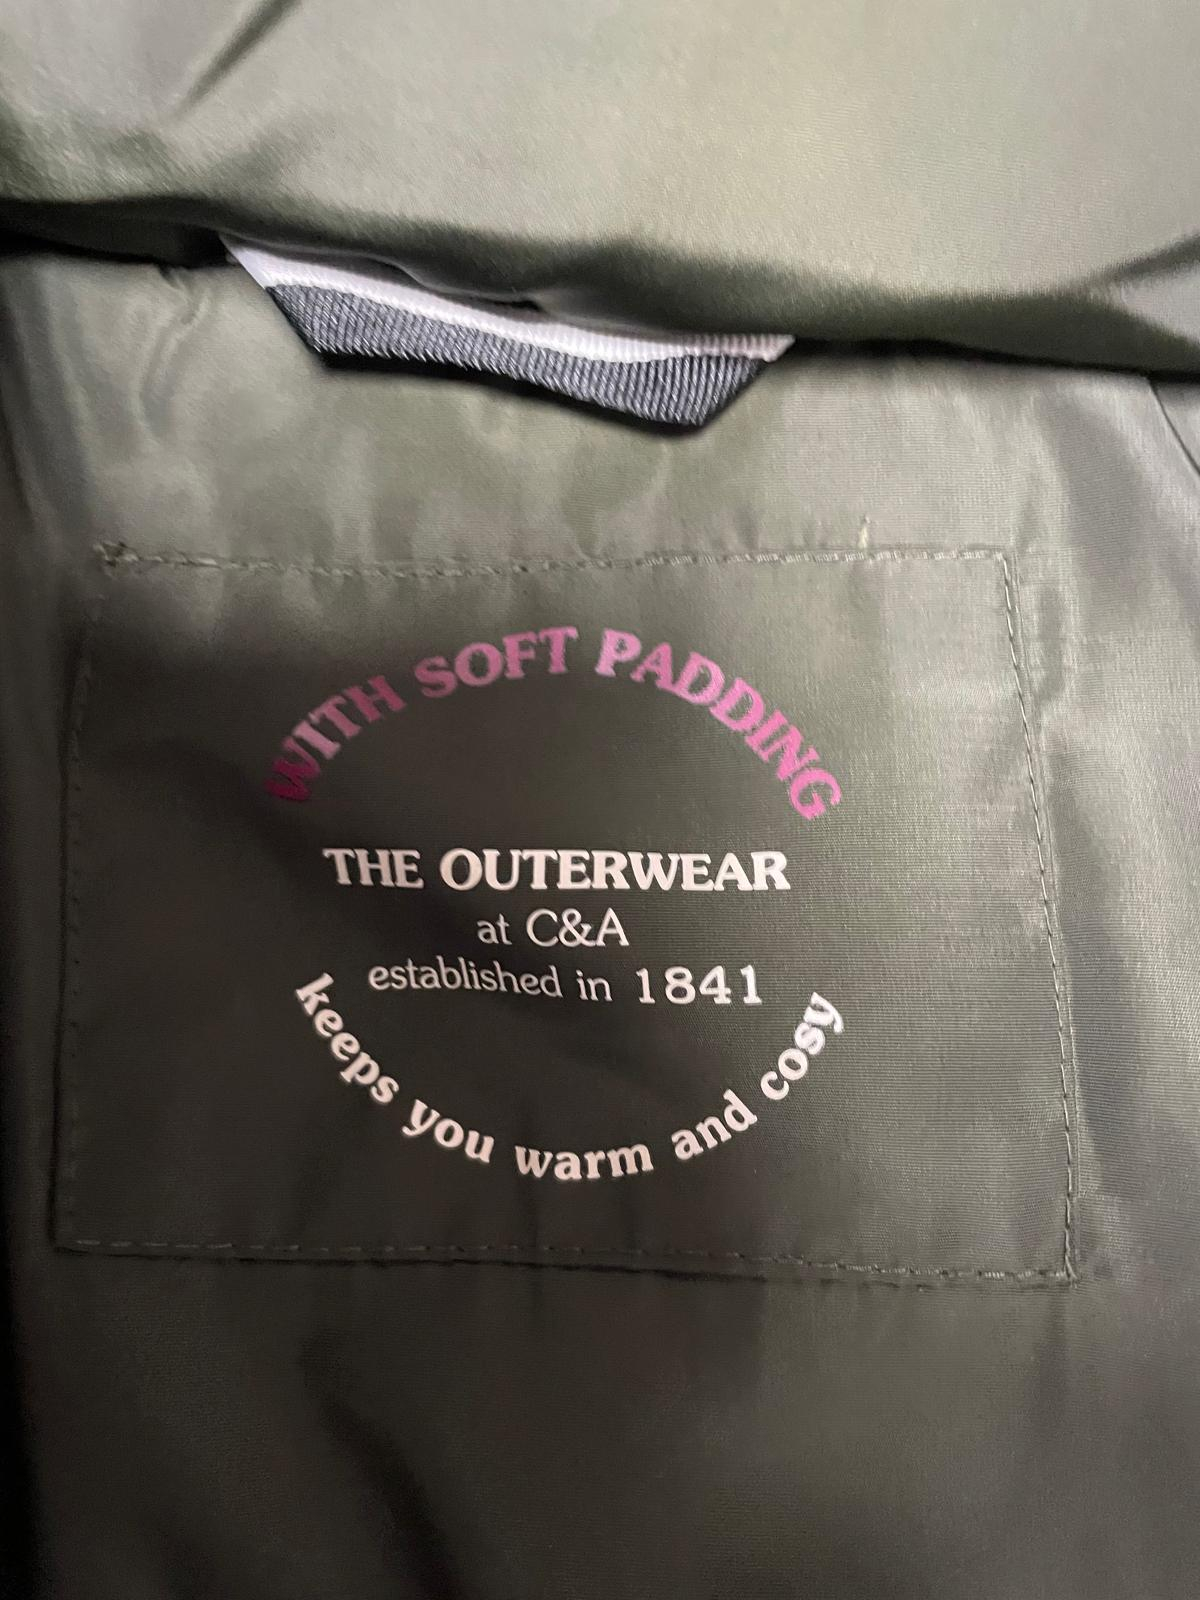 WITH SOFT PADDING
THE OUTERWEAR
at C&A
established in 1841
keeps you warm and cosy